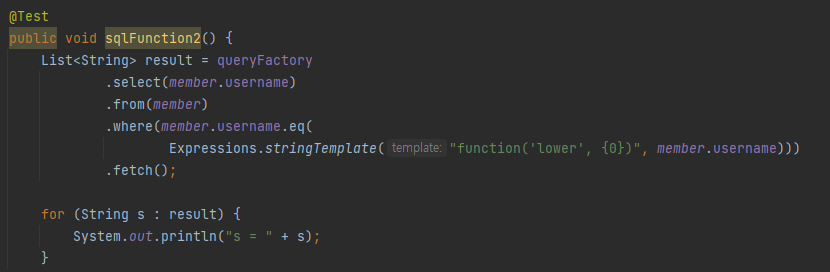 @Test
public void sqlFunction2() {
    List<String> result = queryFactory
            .select(member.username)
            .from(member)
            .where(member.username.eq(
                    Expressions.stringTemplate( template: "function('lower', {0})", member.username)))
            .fetch();

    for (String s : result) {
        System.out.println("s = " + s);
    }